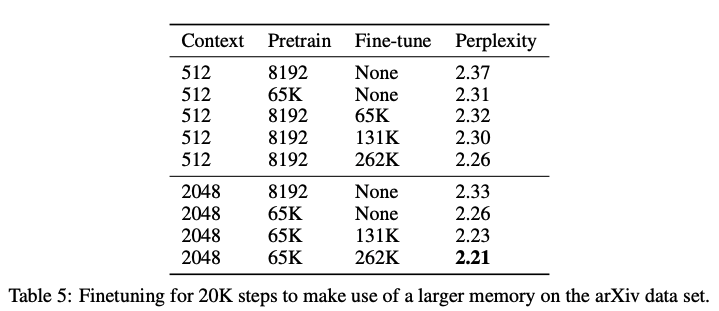 Context Pretrain Fine-tune Perplexity
512 8192 None 2.37
512 65K None 2.31
512 8192 65K 2.32
512 8192 131K 2.30
512 8192 262K 2.26
2048 8192 None 2.33
2048 65K None 2.26
2048 65K 131K 2.23
2048 65K 262K 2.21
Table 5: Finetuning for 20K steps to make use of a larger memory on the arXiv data set.